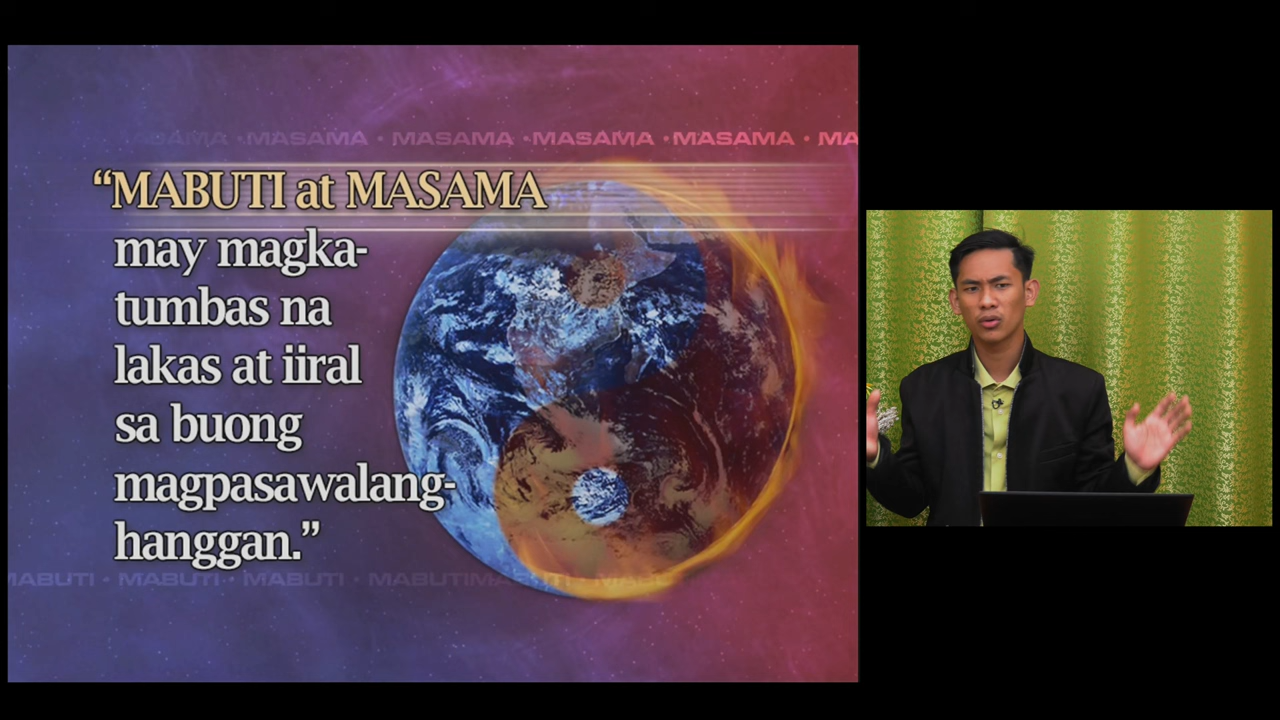 MASAMA • MASAMA • MASAMA • MASAMA • MA
“MABUTI at MASAMA
may magka-
tumbas na
lakas at iiral
sa buong
magpasawalang-
hanggan.”
MABUTI • MABUTI • MABUTI • MABUTI